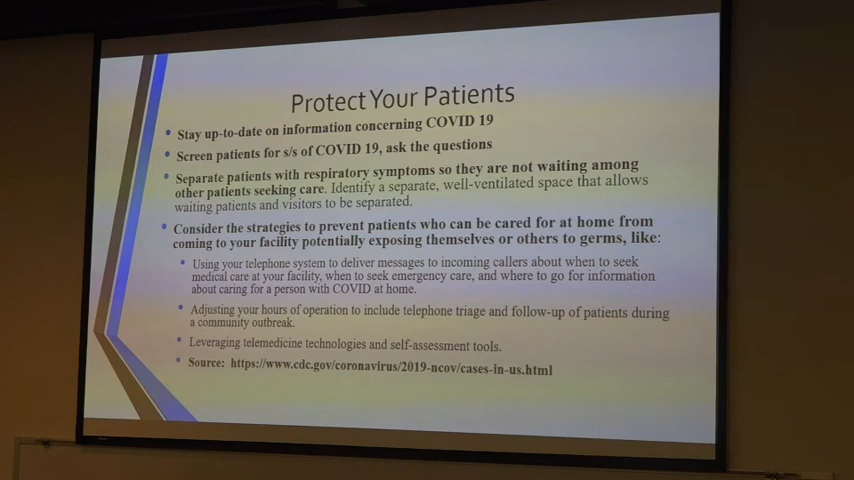 Protect Your Patients
• Stay up-to-date on information concerning COVID 19
• Screen patients for s/s of COVID 19, ask the questions
• Separate patients with respiratory symptoms so they are not waiting among
other patients seeking care. Identify a separate, well-ventilated space that allows
waiting patients and visitors to be separated.
• Consider the strategies to prevent patients who can be cared for at home from
coming to your facility potentially exposing themselves or others to germs, like:
• Using your telephone system to deliver messages to incoming callers about when to seek
medical care at your facility, when to seek emergency care, and where to go for information
about caring for a person with COVID at home.
• Adjusting your hours of operation to include telephone triage and follow-up of patients during
a community outbreak.
• Leveraging telemedicine technologies and self-assessment tools.
• Source: https://www.cdc.gov/coronavirus/2019-ncov/cases-in-us.html